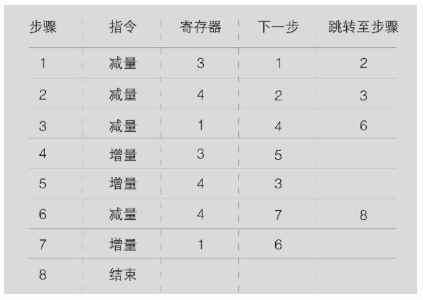 步骤 指令 寄存器 下一步 跳转至步骤
1 减量 3 1 2
2 减量 4 2 3
3 减量 1 4 6
4 增量 3 5
5 增量 4 3
6 减量 4 7 8
7 增量 1 6
8 结束